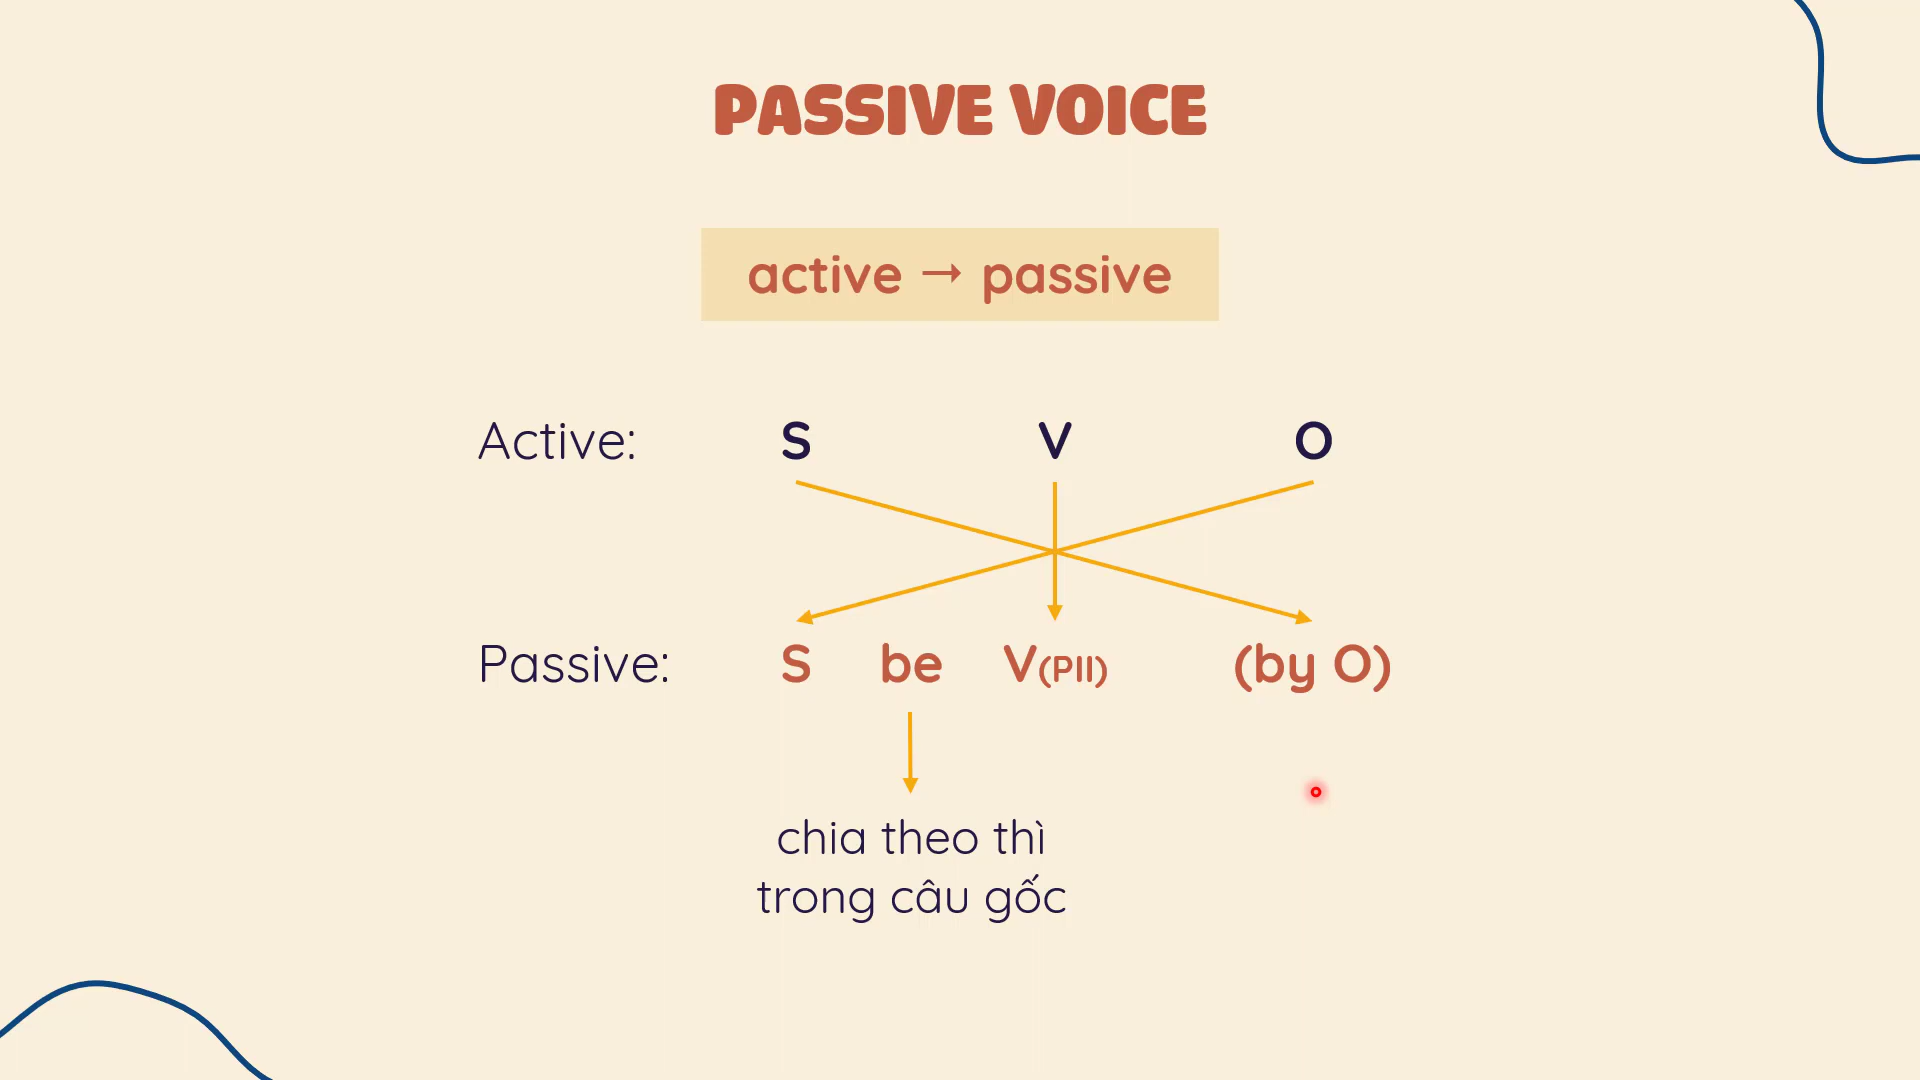 PASSIVE VOICE
active → passive
Active: S V O
Passive: S be V(PII) (by O)
chia theo thì
trong câu gốc